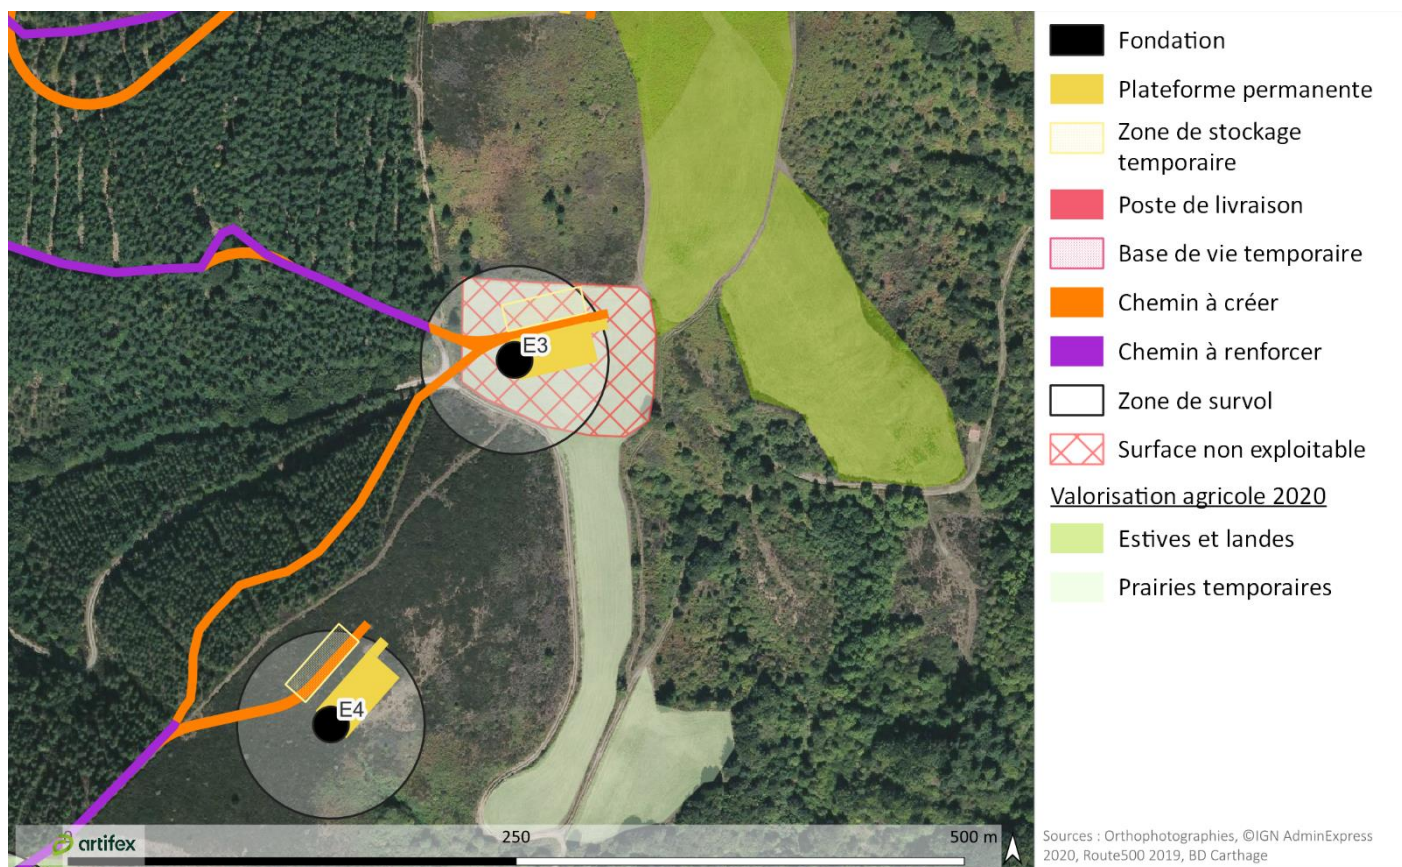 Fondation
Plateforme permanente
Zone de stockage
temporaire
Poste de livraison
Base de vie temporaire
Chemin à créer
Chemin à renforcer
Zone de survol
Surface non exploitable
Valorisation agricole 2020
Estives et landes
Prairies temporaires
E3
E4
0
250
500 m
artifex
Sources : Orthophotographies, ©IGN AdminExpress
2020, Route500 2019, BD Carthage